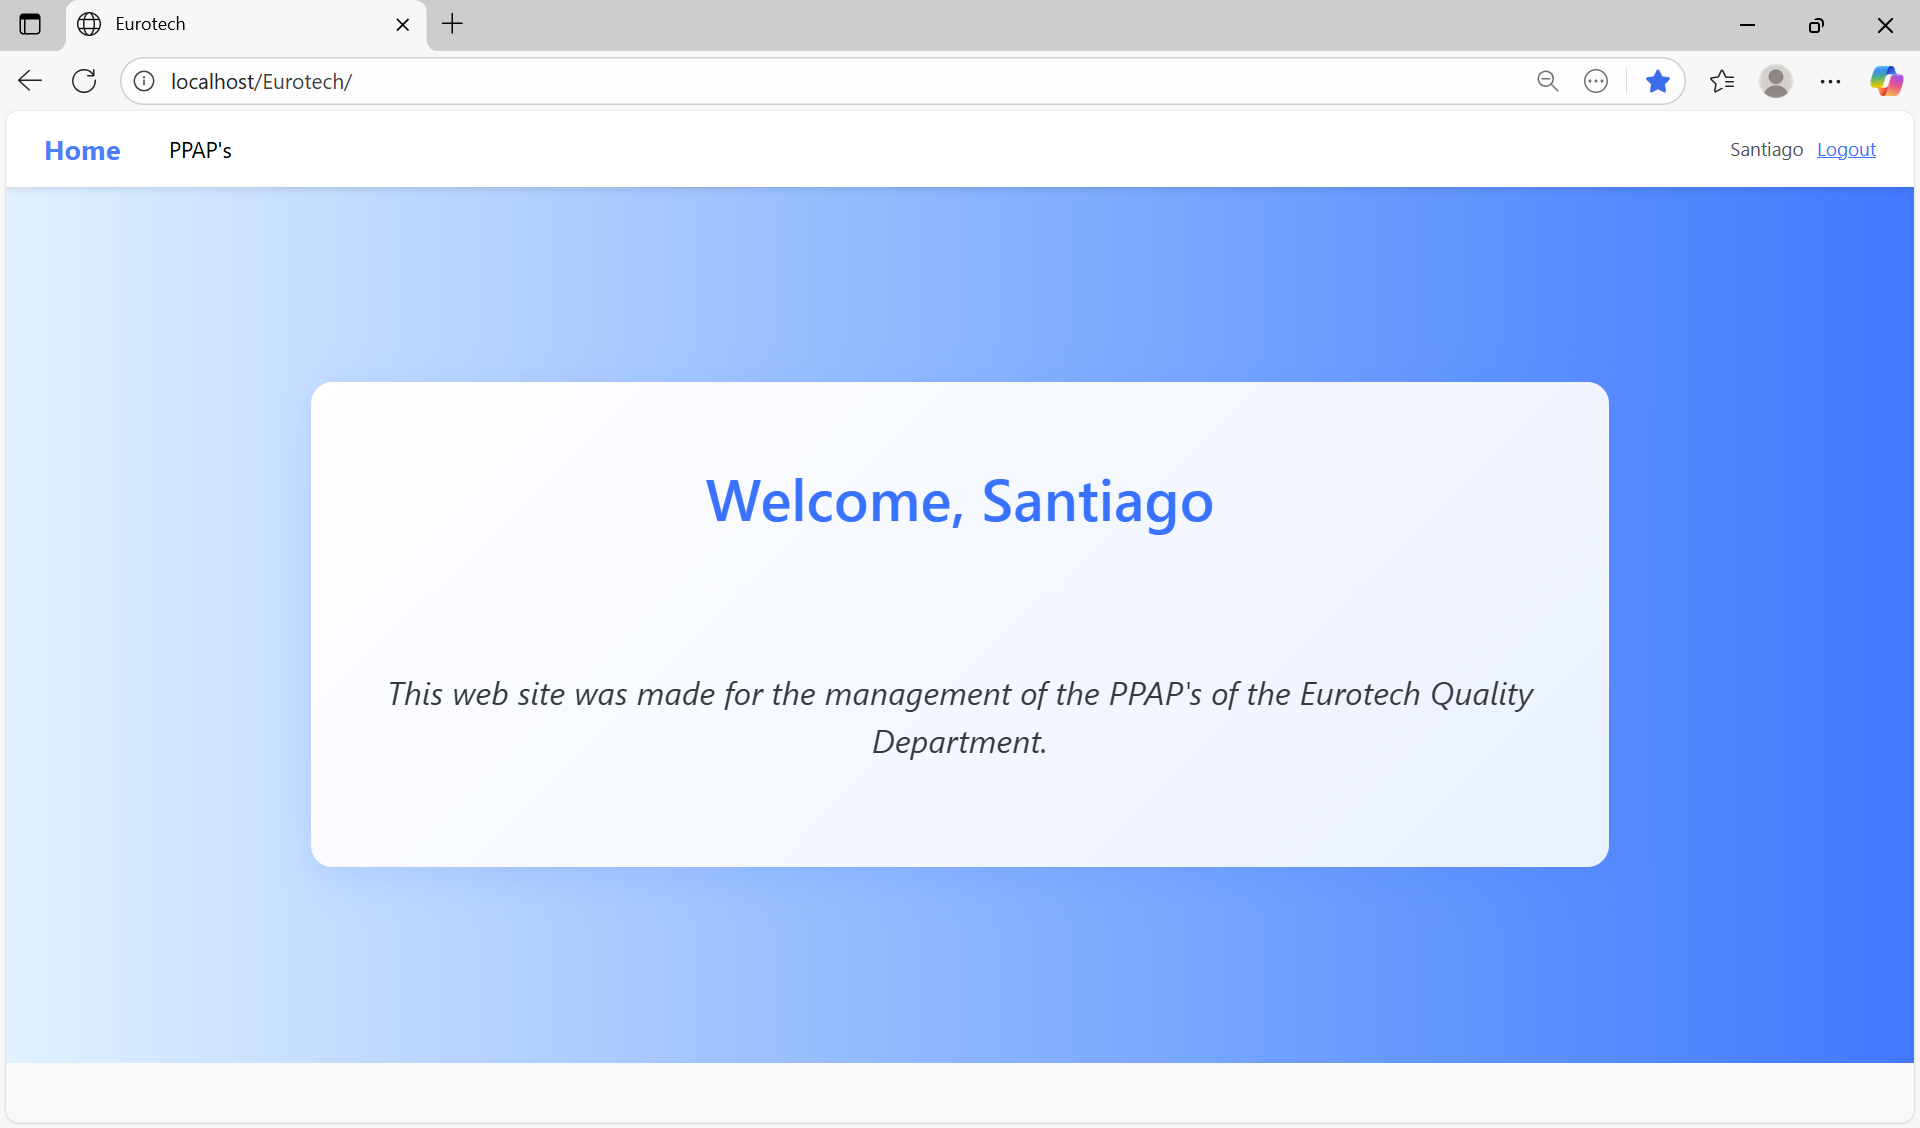 Eurotech
localhost/Eurotech/
Home PPAP's Santiago Logout
Welcome, Santiago
This web site was made for the management of the PPAP's of the Eurotech Quality
Department.